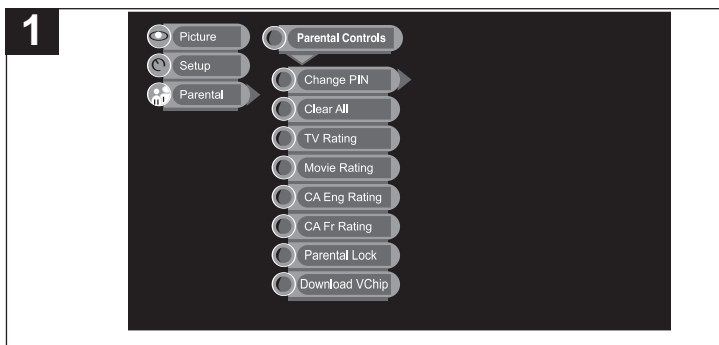 1
Picture
Setup
Parental
Parental Controls
Change PIN
Clear All
TV Rating
Movie Rating
CA Eng Rating
CA Fr Rating
Parental Lock
Download VChip